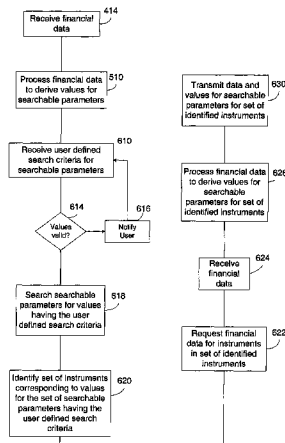 Receive financial
data
414
Process financial data
to derive values for
searchable parameters
510
Receive user defined
search criteria for
searchable parameters
610
614
Values
valid?
616
Notify
User
Search searchable
parameters for values
having the user
defined search criteria
618
Identify set of instruments
corresponding to values
for the set of searchable
parameters having the
user defined search
criteria
620
Transmit data and
values for searchable
parameters for set of
identified instruments
630
Process financial data
to derive values for
searchable
parameters for set of
identified instruments
626
Receive
financial
data
624
Request financial
data for instruments
in set of identified
instruments
622